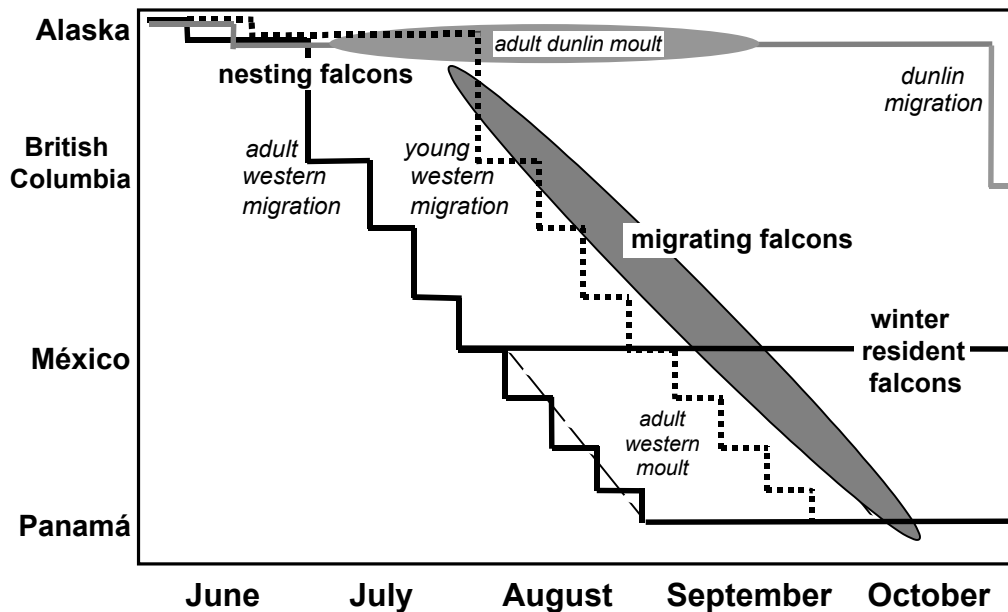 Alaska
adult dunlin moult
nesting falcons
dunlin
migration
British
Columbia
adult
western
migration
young
western
migration
migrating falcons
winter
resident
falcons
México
adult
western
moult
Panamá
June July August September October